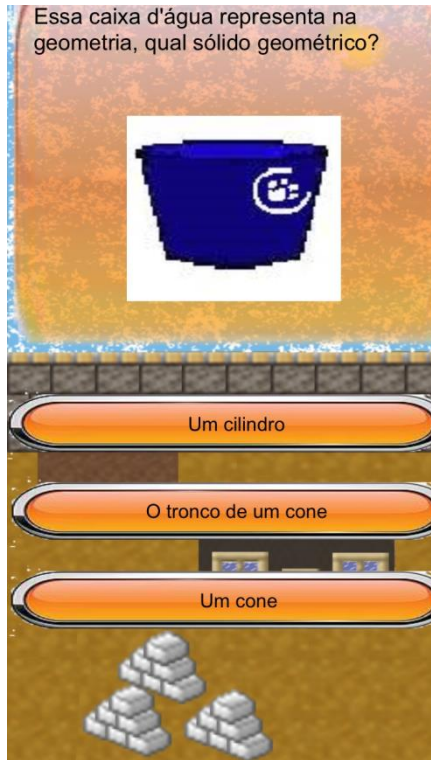 Essa caixa d'água representa na
geometria, qual sólido geométrico?
Um cilindro
O tronco de um cone
Um cone